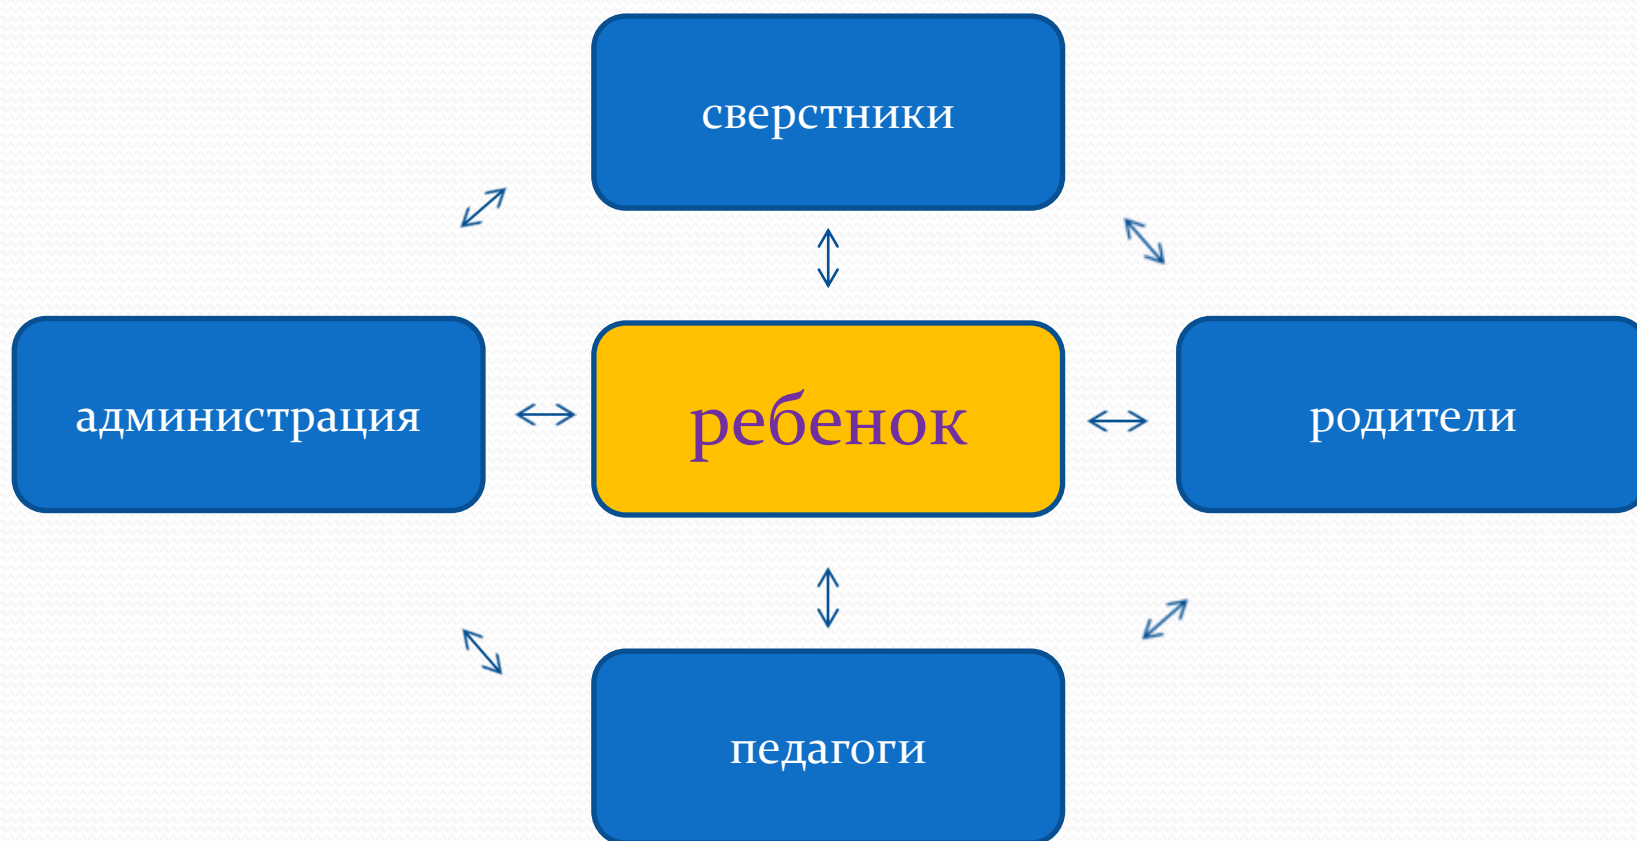 сверстники
администрация
ребенок
родители
педагоги